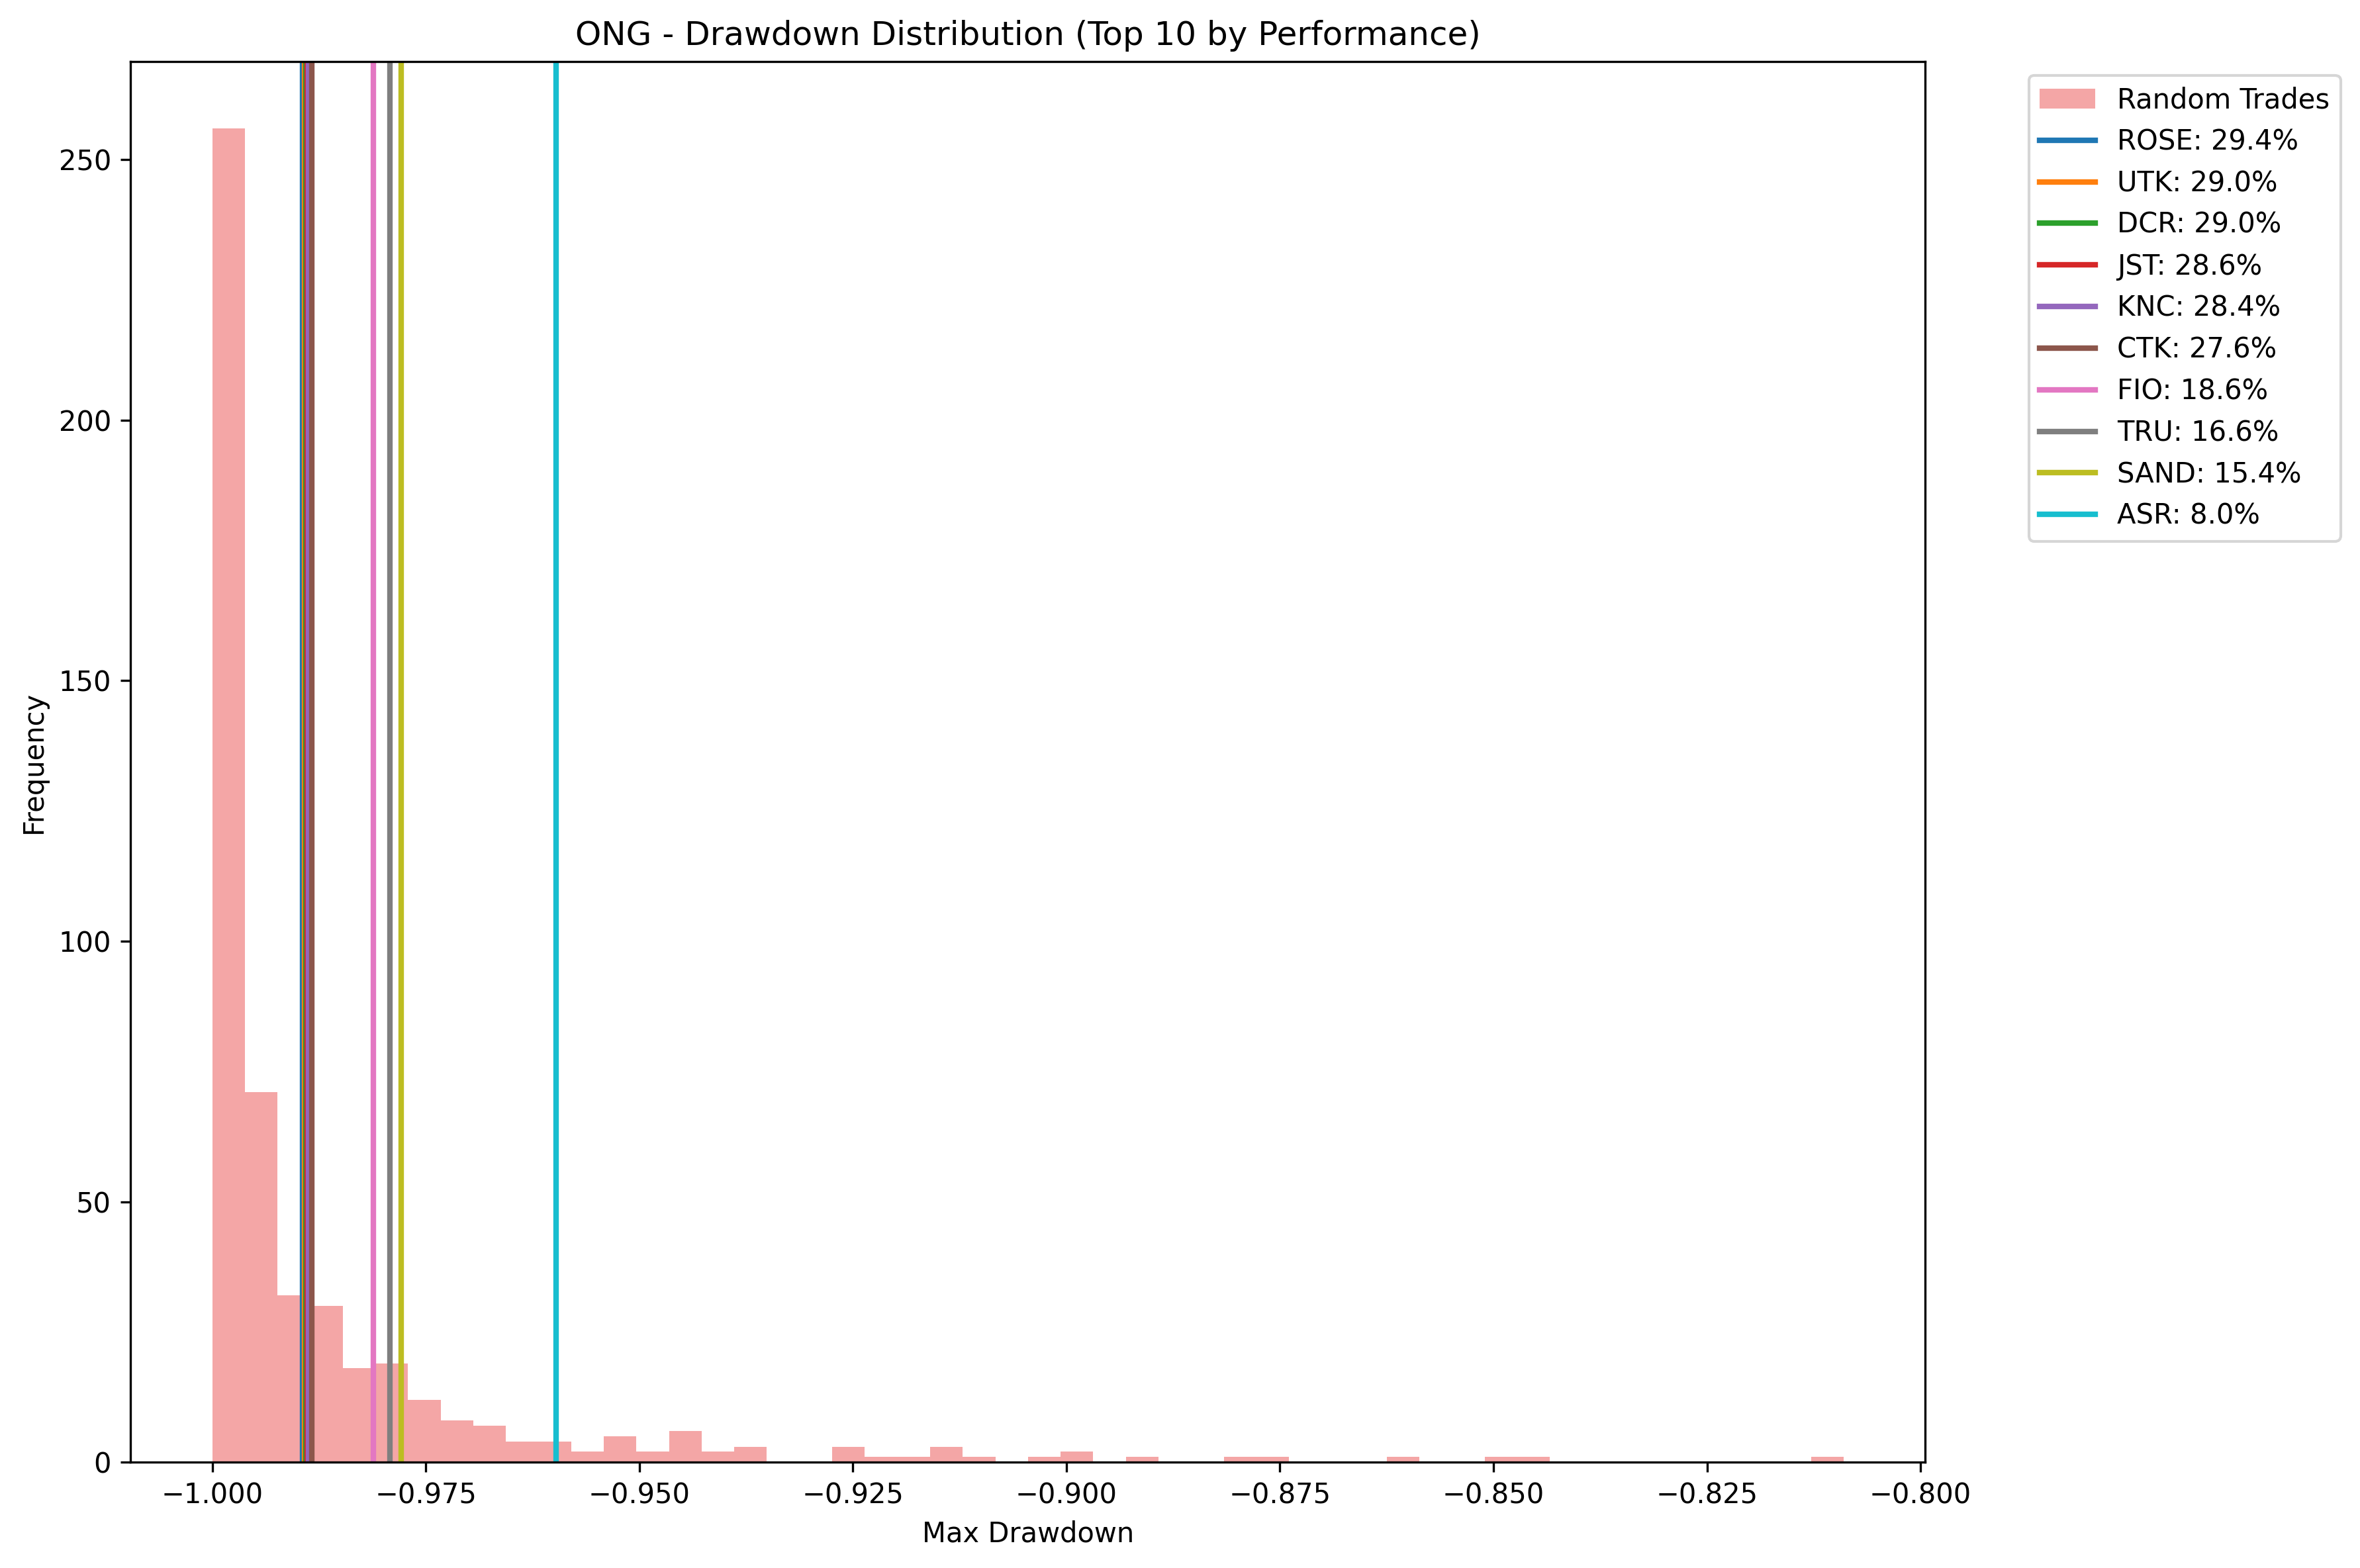 ONG - Drawdown Distribution (Top 10 by Performance)
Frequency
250
200
150
100
50
0
−1.000
−0.975
−0.950
−0.925
−0.900
−0.875
−0.850
−0.825
−0.800
Max Drawdown
Random Trades
ROSE: 29.4%
UTK: 29.0%
DCR: 29.0%
JST: 28.6%
KNC: 28.4%
CTK: 27.6%
FIO: 18.6%
TRU: 16.6%
SAND: 15.4%
ASR: 8.0%